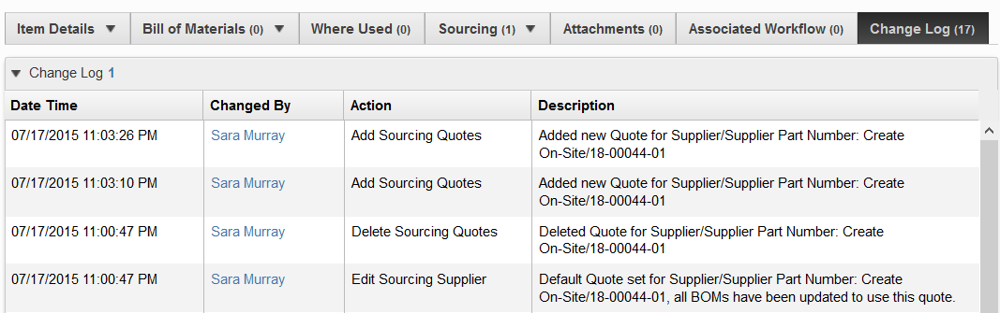 Item Details Bill of Materials (0) Where Used (0) Sourcing (1) Attachments (0) Associated Workflow (0) Change Log (17)
Change Log 1
Date Time Changed By Action Description
07/17/2015 11:03:26 PM Sara Murray Add Sourcing Quotes Added new Quote for Supplier/Supplier Part Number: Create
On-Site/18-00044-01
07/17/2015 11:03:10 PM Sara Murray Add Sourcing Quotes Added new Quote for Supplier/Supplier Part Number: Create
On-Site/18-00044-01
07/17/2015 11:00:47 PM Sara Murray Delete Sourcing Quotes Deleted Quote for Supplier/Supplier Part Number: Create
On-Site/18-00044-01
07/17/2015 11:00:47 PM Sara Murray Edit Sourcing Supplier Default Quote set for Supplier/Supplier Part Number: Create
On-Site/18-00044-01, all BOMs have been updated to use this quote.